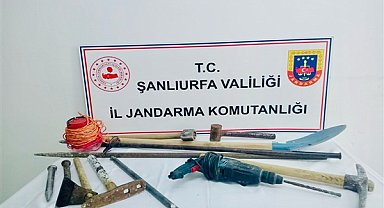 T.C.
ŞANLIURFA VALİLİĞİ
İL JANDARMA KOMUTANLIĞI